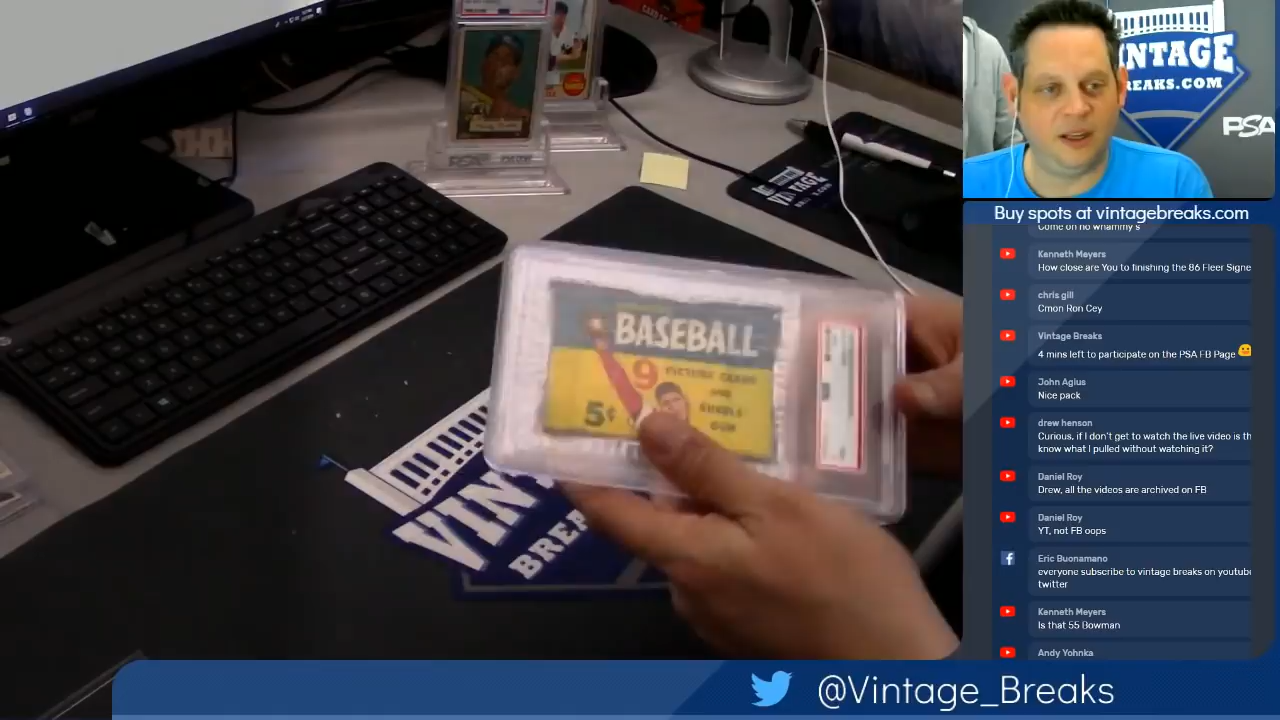 VINTAGE
BREAKS.COM
PSA
Buy spots at vintagebreaks.com
Come on no whammy's
Kenneth Meyers
How close are You to finishing the 86 Fleer Signe
chris gill
Cmon Ron Cey
Vintage Breaks
4 mins left to participate on the PSA FB Page
John Agius
Nice pack
drew henson
Curious, if I don't get to watch the live video is th
know what I pulled without watching it?
Daniel Roy
Drew, all the videos are archived on FB
Daniel Roy
YT, not FB oops
Eric Buonamano
everyone subscribe to vintage breaks on youtube
twitter
Kenneth Meyers
Is that 55 Bowman
Andy Yohnka
BASEBALL
9 PICTURE CARDS
AND
BUBBLE
GUM
5¢
VINTAGE
VINT
BREA
@Vintage_Breaks